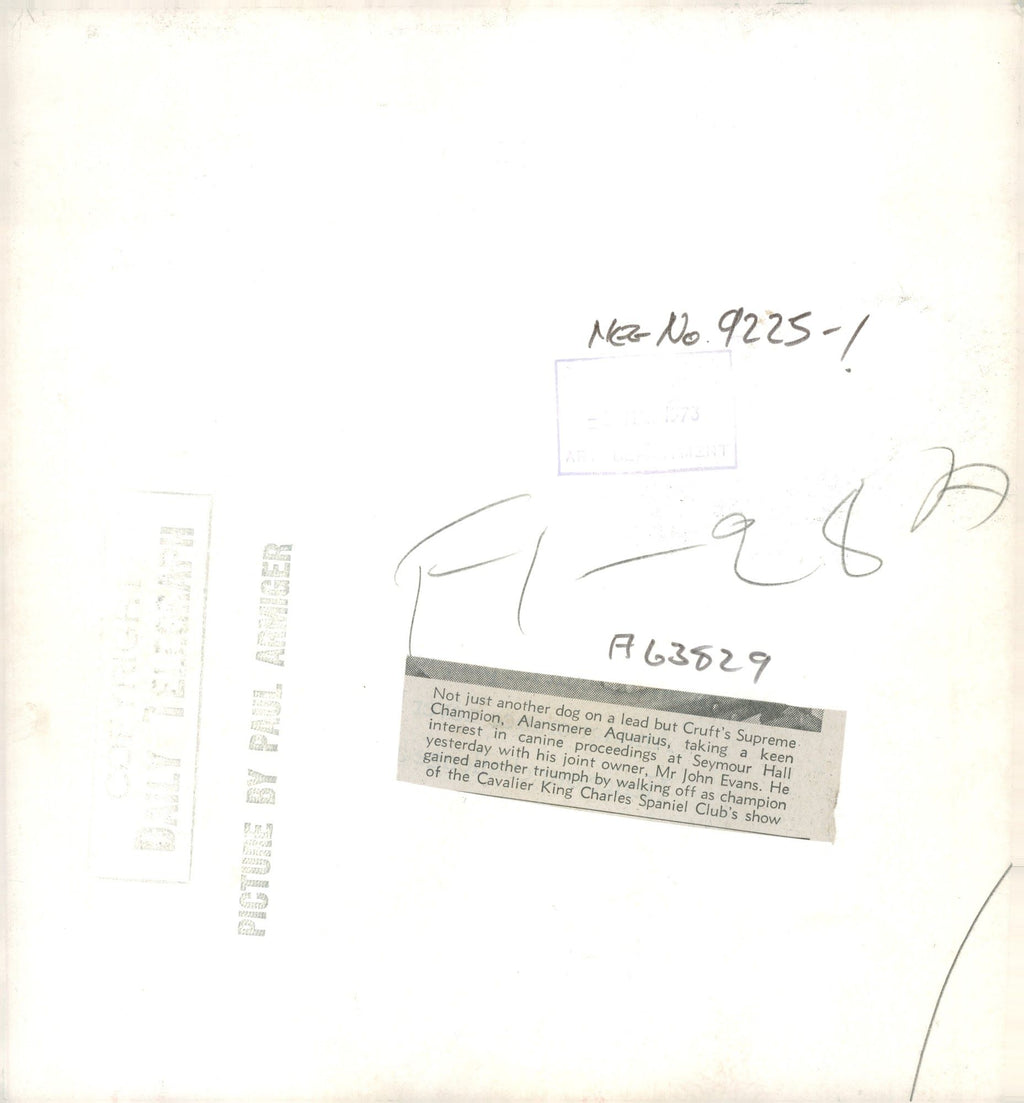 NEG No. 9225-1
1973
ART DEPARTMENT
F1-28 A
A63829
Not just another dog on a lead but Cruft's Supreme
Champion, Alansmere Aquarius, taking a keen
interest in canine proceedings at Seymour Hall
yesterday with his joint owner, Mr John Evans. He
gained another triumph by walking off as champion
of the Cavalier King Charles Spaniel Club's show
COPYRIGHT
DAILY TELEGRAPH
PICTURE BY PAUL ARMIGER